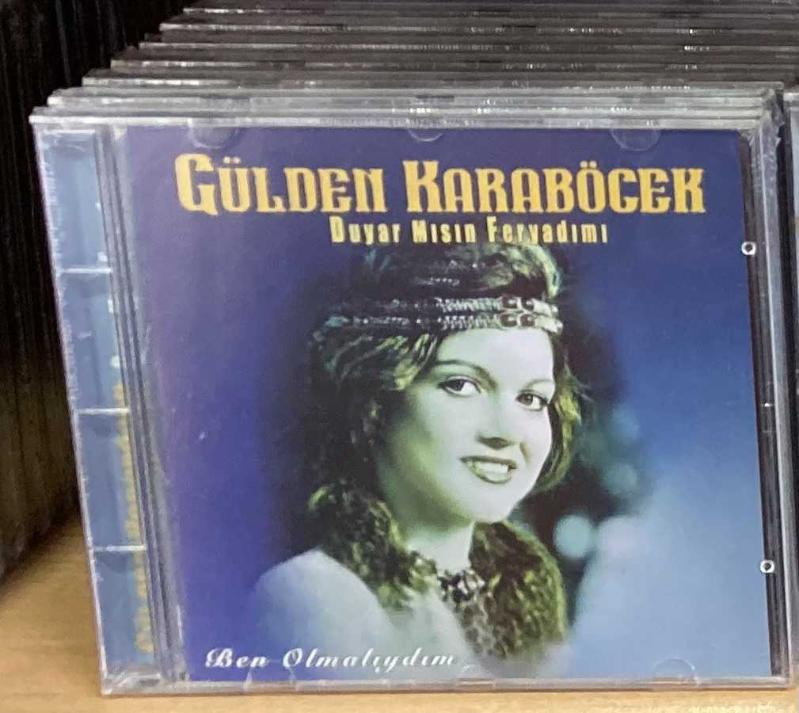 GÜLDEN KARABÖCEK
Duyar Mısın Feryadımı
Ben Olmalıydım